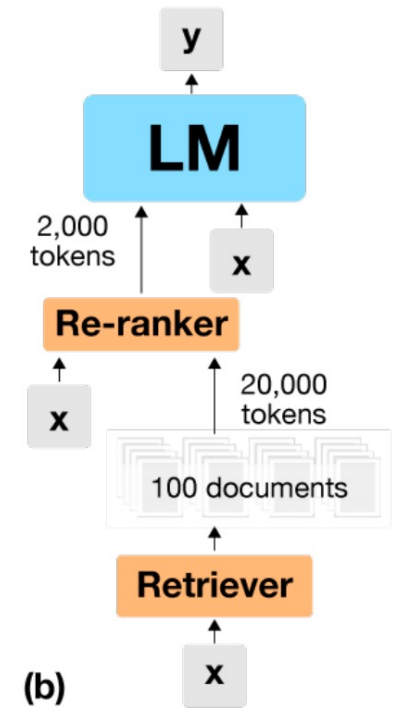 y
LM
2,000
tokens
x
Re-ranker
x
20,000
tokens
100 documents
Retriever
x
(b)